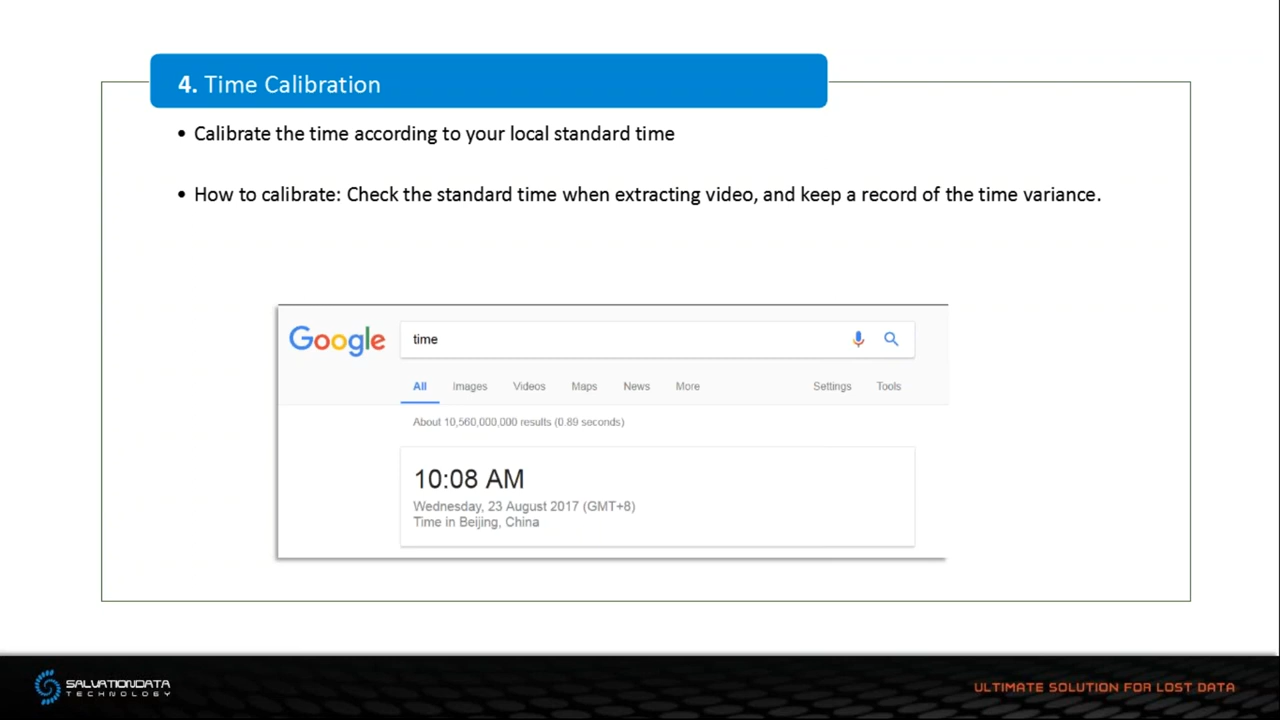 4. Time Calibration
• Calibrate the time according to your local standard time
• How to calibrate: Check the standard time when extracting video, and keep a record of the time variance.
Google
time
All Images Videos Maps News More Settings Tools
About 10,560,000,000 results (0.89 seconds)
10:08 AM
Wednesday, 23 August 2017 (GMT+8)
Time in Beijing, China
SALVATIONDATA
TECHNOLOGY
ULTIMATE SOLUTION FOR LOST DATA